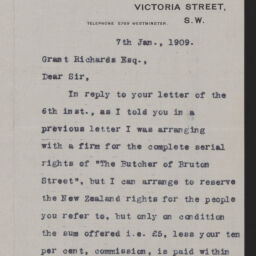 VICTORIA STREET,
S.W.
TELEPHONE 5769 WESTMINSTER.
7th Jan., 1909.
Grant Richards Esq.,
Dear Sir,
In reply to your letter of the
6th inst., as I told you in a
previous letter I was arranging
with a firm for the complete serial
rights of "The Butcher of Bruton
Street", but I can arrange to reserve
the New Zealand rights for the people
you refer to, but only on condition
the sum offered i.e. £5, less your ten
per cent, commission, is paid within